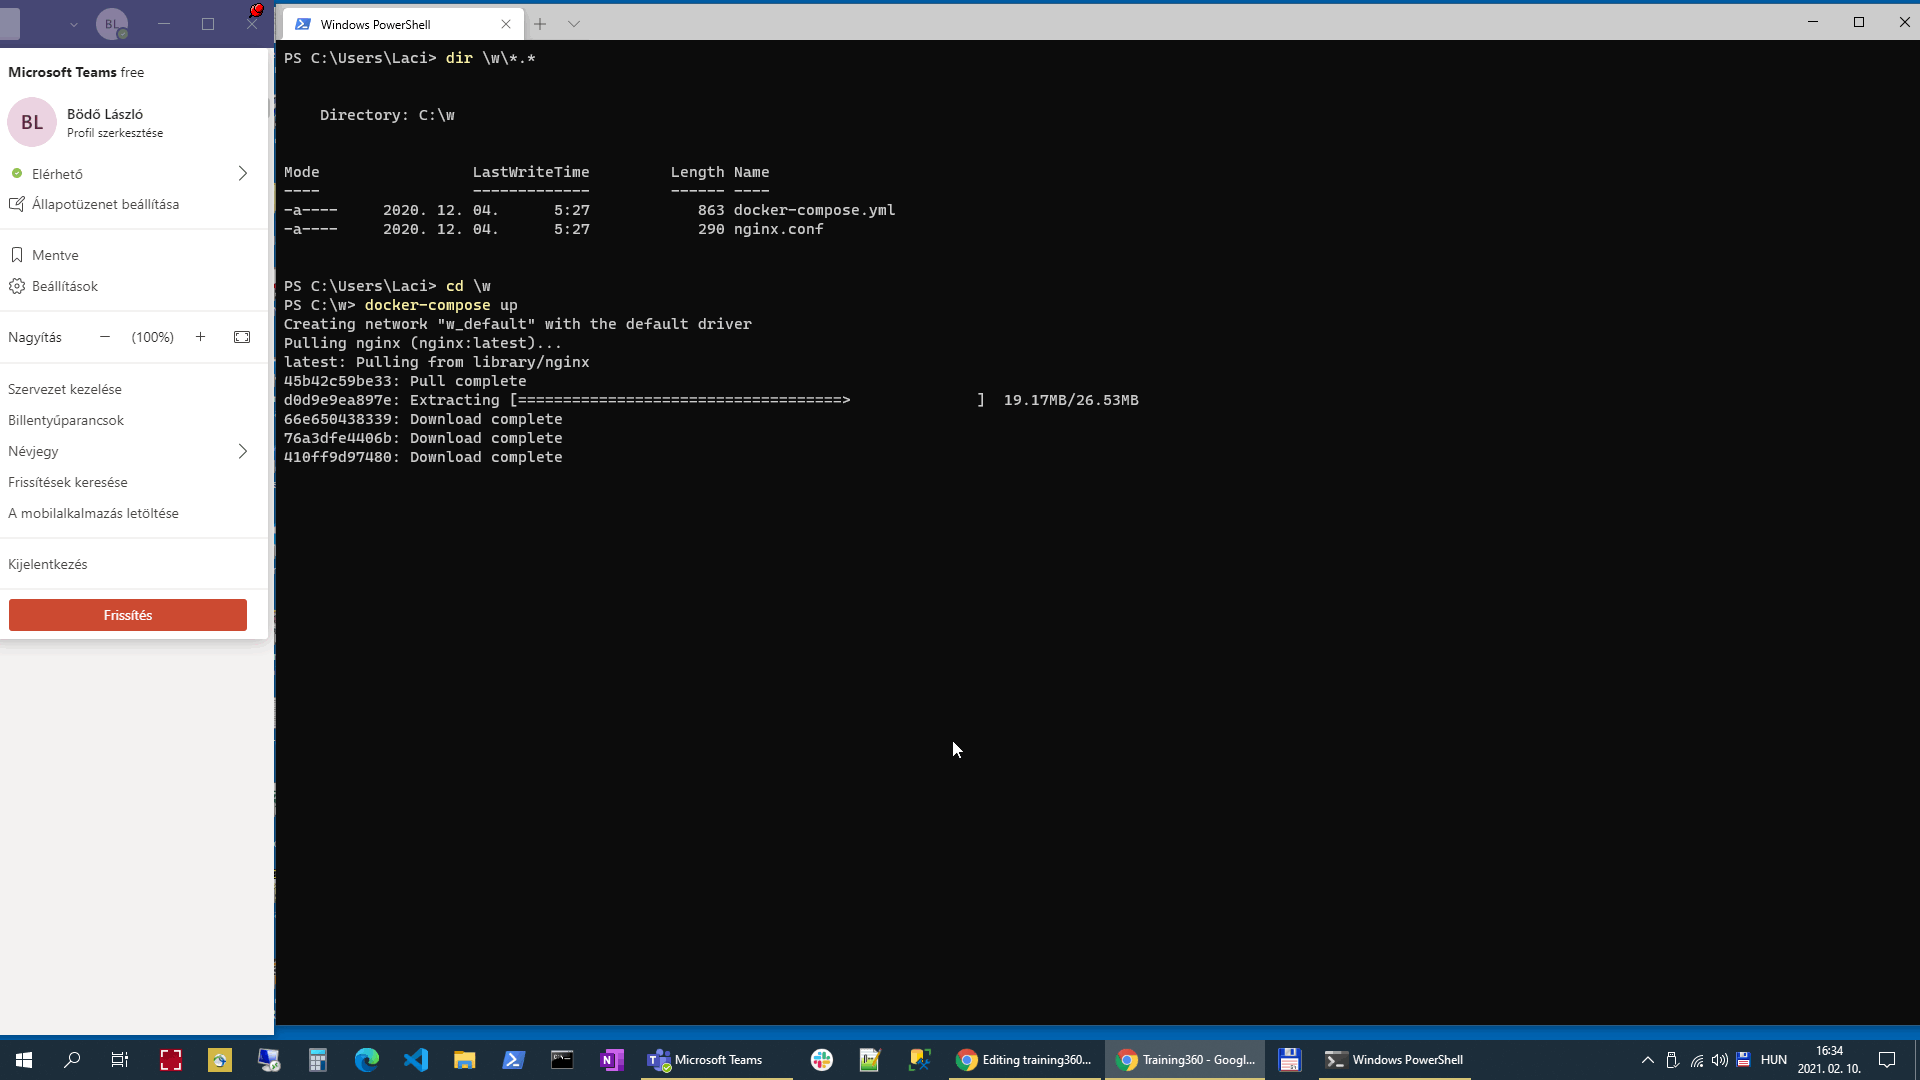 BL
Microsoft Teams free
BL
Bödő László
Profil szerkesztése
Elérhető
Állapotüzenet beállítása
Mentve
Beállítások
Nagyítás
(100%)
Szervezet kezelése
Billentyűparancsok
Névjegy
Frissítések keresése
A mobilalkalmazás letöltése
Kijelentkezés
Frissítés
Windows PowerShell
PS C:\Users\Laci> dir \w\*.*
Directory: C:\w
Mode LastWriteTime Length Name
---- ------------- ------ ----
-a---- 2020. 12. 04. 5:27 863 docker-compose.yml
-a---- 2020. 12. 04. 5:27 290 nginx.conf
PS C:\Users\Laci> cd \w
PS C:\w> docker-compose up
Creating network "w_default" with the default driver
Pulling nginx (nginx:latest)...
latest: Pulling from library/nginx
45b42c59be33: Pull complete
d0d9e9ea897e: Extracting [====================================> ] 19.17MB/26.53MB
66e650438339: Download complete
76a3dfe4406b: Download complete
410ff9d97480: Download complete
Microsoft Teams
Editing training360...
Training360 - Googl...
Windows PowerShell
HUN
16:34
2021. 02. 10.